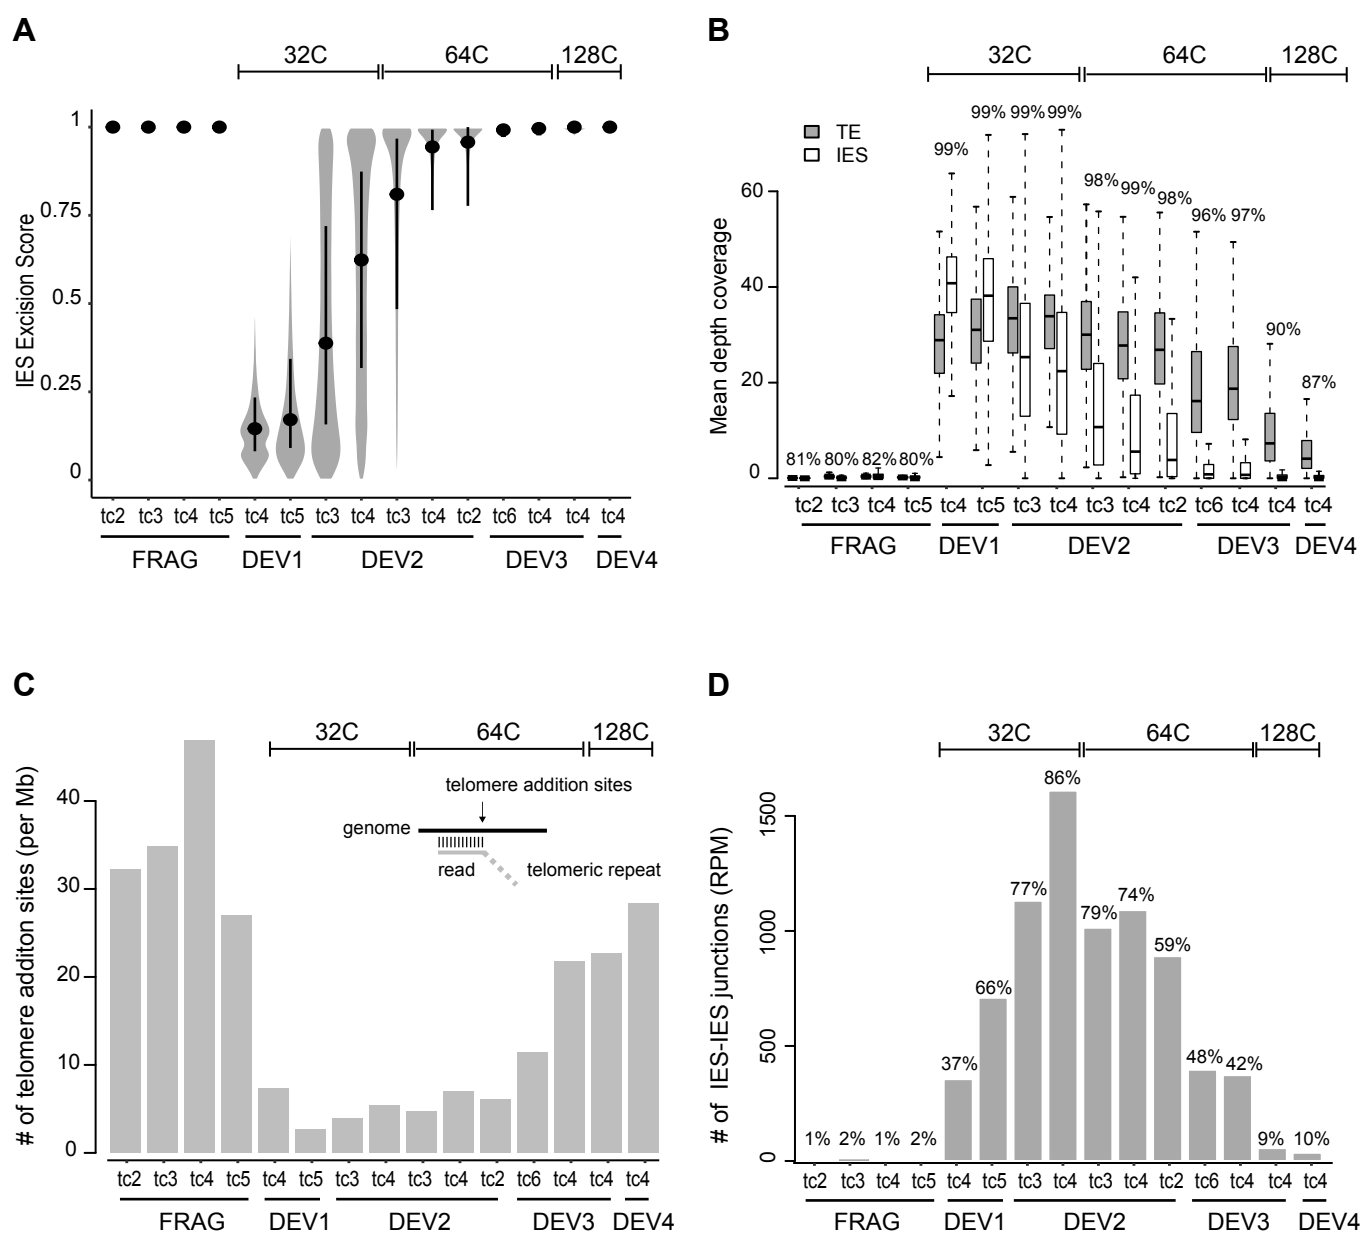 A
32C 64C 128C
IES Excision Score
1
0.75
0.5
0.25
0
tc2 tc3 tc4 tc5 tc4 tc5 tc3 tc4 tc3 tc4 tc2 tc6 tc4 tc4 tc4
FRAG DEV1 DEV2 DEV3 DEV4
B
32C 64C 128C
TE
IES
Mean depth coverage
60
40
20
0
81% 80% 82% 80% 99% 99% 99% 99% 98% 99% 98% 96% 97% 90% 87%
tc2 tc3 tc4 tc5 tc4 tc5 tc3 tc4 tc3 tc4 tc2 tc6 tc4 tc4 tc4
FRAG DEV1 DEV2 DEV3 DEV4
C
32C 64C 128C
# of telomere additon sites (per Mb)
40
30
20
10
0
telomere addition sites
genome
read telomeric repeat
tc2 tc3 tc4 tc5 tc4 tc5 tc3 tc4 tc3 tc4 tc2 tc6 tc4 tc4 tc4
FRAG DEV1 DEV2 DEV3 DEV4
D
32C 64C 128C
# of IES-IES junctions (RPM)
1500
1000
500
0
1% 2% 1% 2% 37% 66% 77% 86% 79% 74% 59% 48% 42% 9% 10%
tc2 tc3 tc4 tc5 tc4 tc5 tc3 tc4 tc3 tc4 tc2 tc6 tc4 tc4 tc4
FRAG DEV1 DEV2 DEV3 DEV4